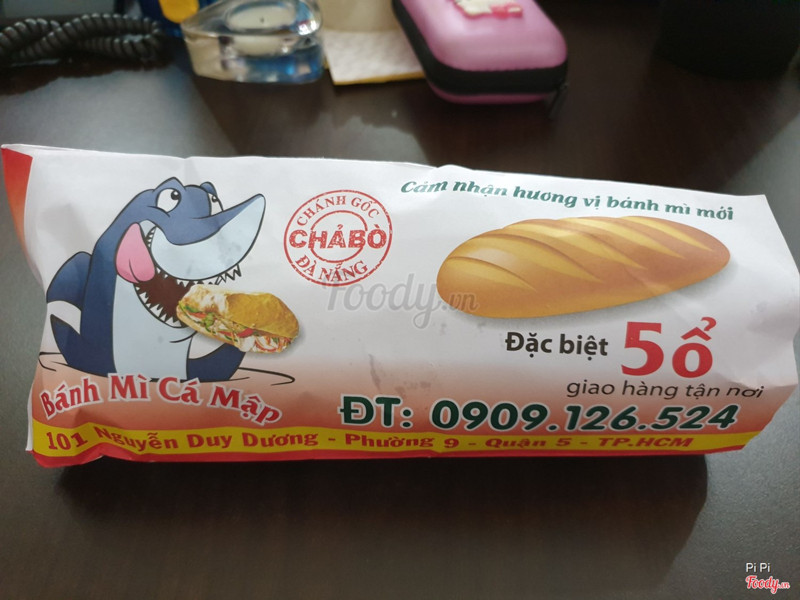 Cảm nhận hương vị bánh mì mới
CHÁNH GỐC
CHẢ BÒ
ĐÀ NẴNG
foody.vn
Đặc biệt 5ổ
giao hàng tận nơi
Bánh Mì Cá Mập
ĐT: 0909.126.524
101 Nguyễn Duy Dương - Phường 9 - Quận 5 - TP.HCM
Pi Pi
Foody.vn